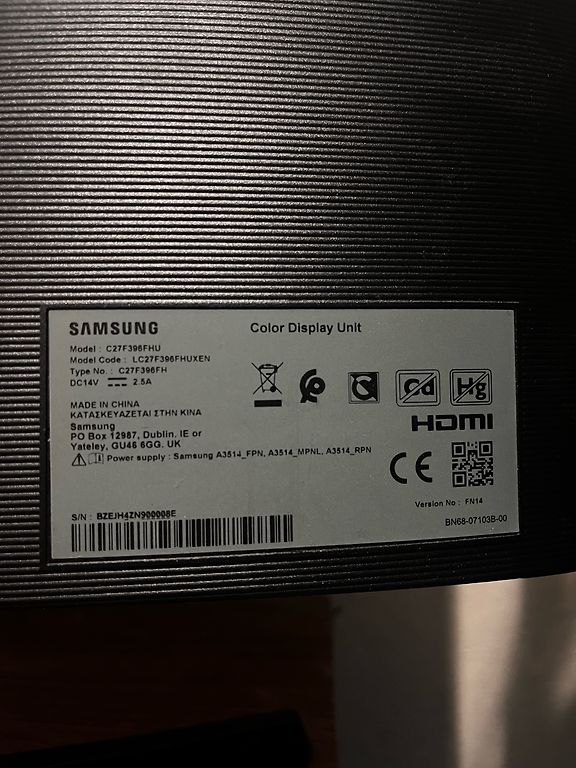 SAMSUNG
Color Display Unit
Model : C27F396FHU
Model Code : LC27F396FHUXEN
Type No. : C27F396FH
DC14V ⎓ 2.5A
MADE IN CHINA
ΚΑΤΑΣΚΕΥΑΖΕΤΑΙ ΣΤΗΝ ΚΙΝΑ
Samsung
PO Box 12987, Dublin. IE or
Yateley, GU46 6GG. UK
Power supply : Samsung A3514_FPN, A3514_MPNL, A3514_RPN
Cd
Hg
HDMI
CE
Version No : FN14
S/N : BZEJH4ZN900008E
BN68-07103B-00